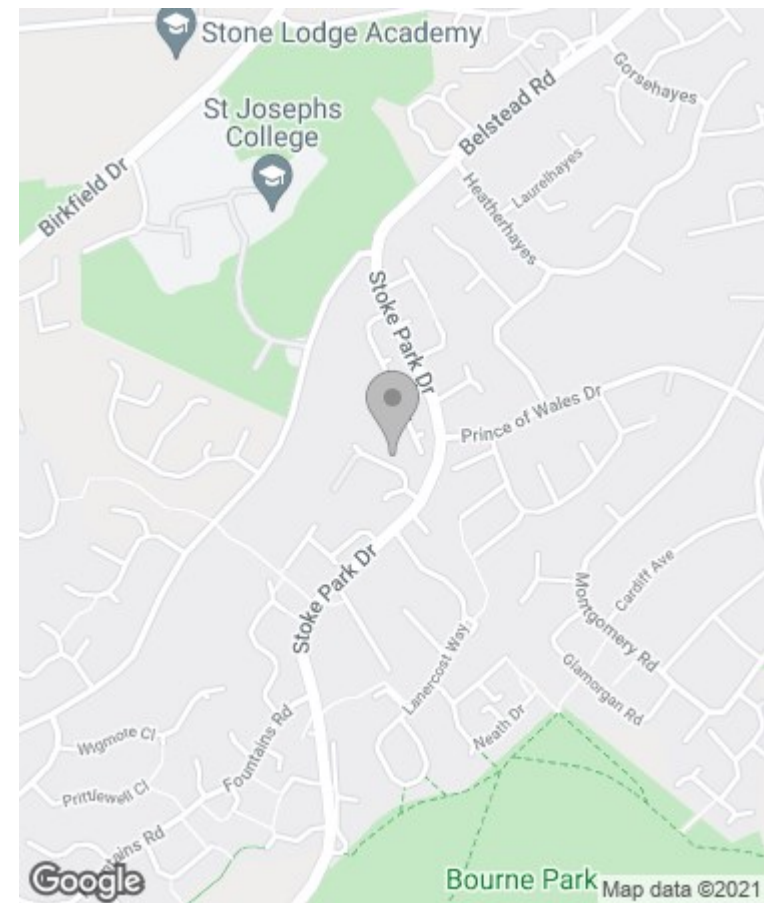 Stone Lodge Academy
St Josephs
College
Belstead Rd
Gorsehayes
Birkfield Dr
Laurelhayes
Heatherhayes
Stoke Park Dr
Prince of Wales Dr
Stoke Park Dr
Cardiff Ave
Montgomery Rd
Glamorgan Rd
Lanercost Way
Neath Dr
Fountains Rd
Wigmore Cl
Prittlewell Cl
ntains Rd
Bourne Park
Google
Map data ©2021